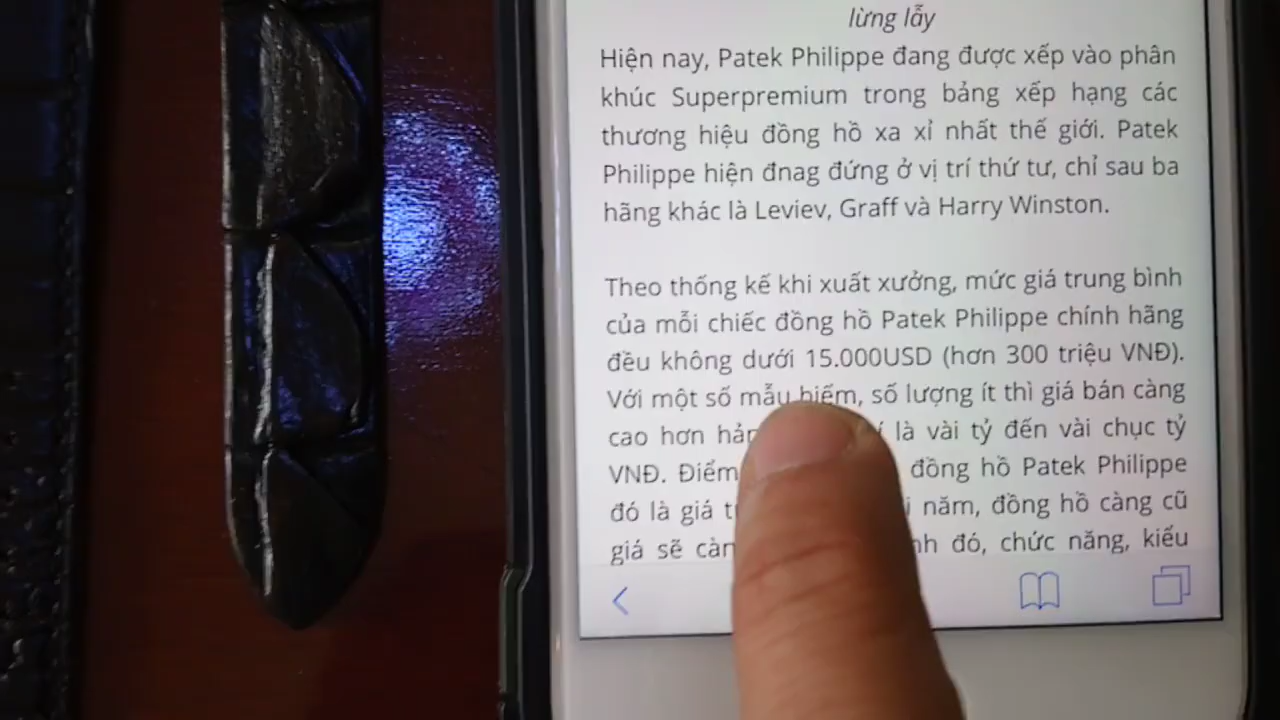 lừng lẫy
Hiện nay, Patek Philippe đang được xếp vào phân
khúc Superpremium trong bảng xếp hạng các
thương hiệu đồng hồ xa xỉ nhất thế giới. Patek
Philippe hiện đnag đứng ở vị trí thứ tư, chỉ sau ba
hãng khác là Leviev, Graff và Harry Winston.
Theo thống kế khi xuất xưởng, mức giá trung bình
của mỗi chiếc đồng hồ Patek Philippe chính hãng
đều không dưới 15.000USD (hơn 300 triệu VNĐ).
Với một số mẫu hiếm, số lượng ít thì giá bán càng
cao hơn là vài tỷ đến vài chục tỷ
VNĐ. Điểm đồng hồ Patek Philippe
đó là giá năm, đồng hồ càng cũ
giá sẽ đó, chức năng, kiểu